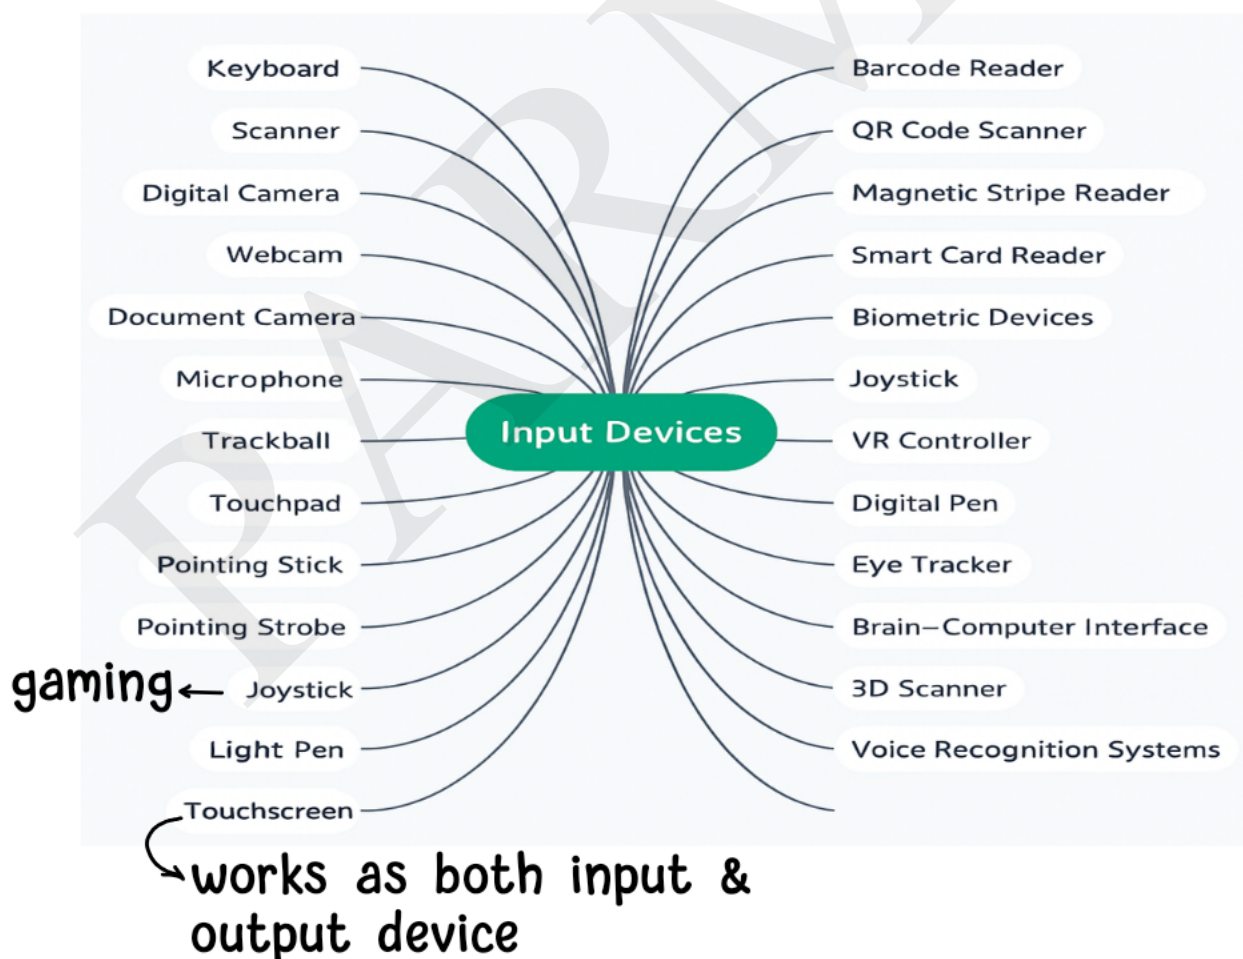 Keyboard
Scanner
Digital Camera
Webcam
Document Camera
Microphone
Trackball
Touchpad
Pointing Stick
Pointing Strobe
gaming ← Joystick
Light Pen
Touchscreen
works as both input &
output device
Input Devices
Barcode Reader
QR Code Scanner
Magnetic Stripe Reader
Smart Card Reader
Biometric Devices
Joystick
VR Controller
Digital Pen
Eye Tracker
Brain–Computer Interface
3D Scanner
Voice Recognition Systems
PARM